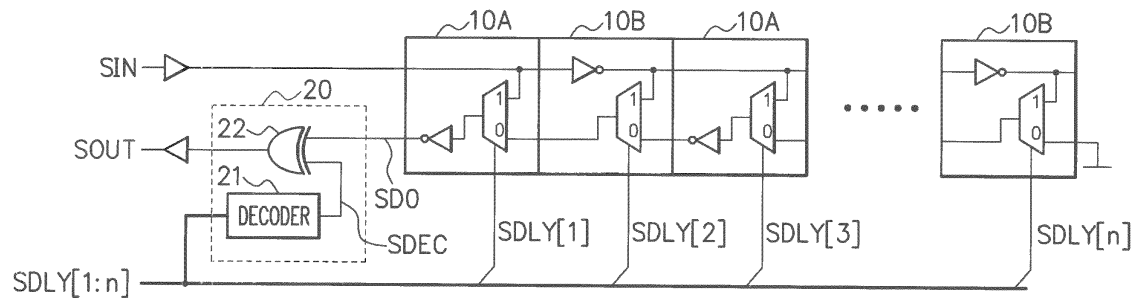 10A 10B 10A 10B
SIN
1 1 1 1
0 0 0 0
20
22
SOUT
21
DECODER
SDO
SDEC
SDLY[1] SDLY[2] SDLY[3] SDLY[n]
SDLY[1:n]